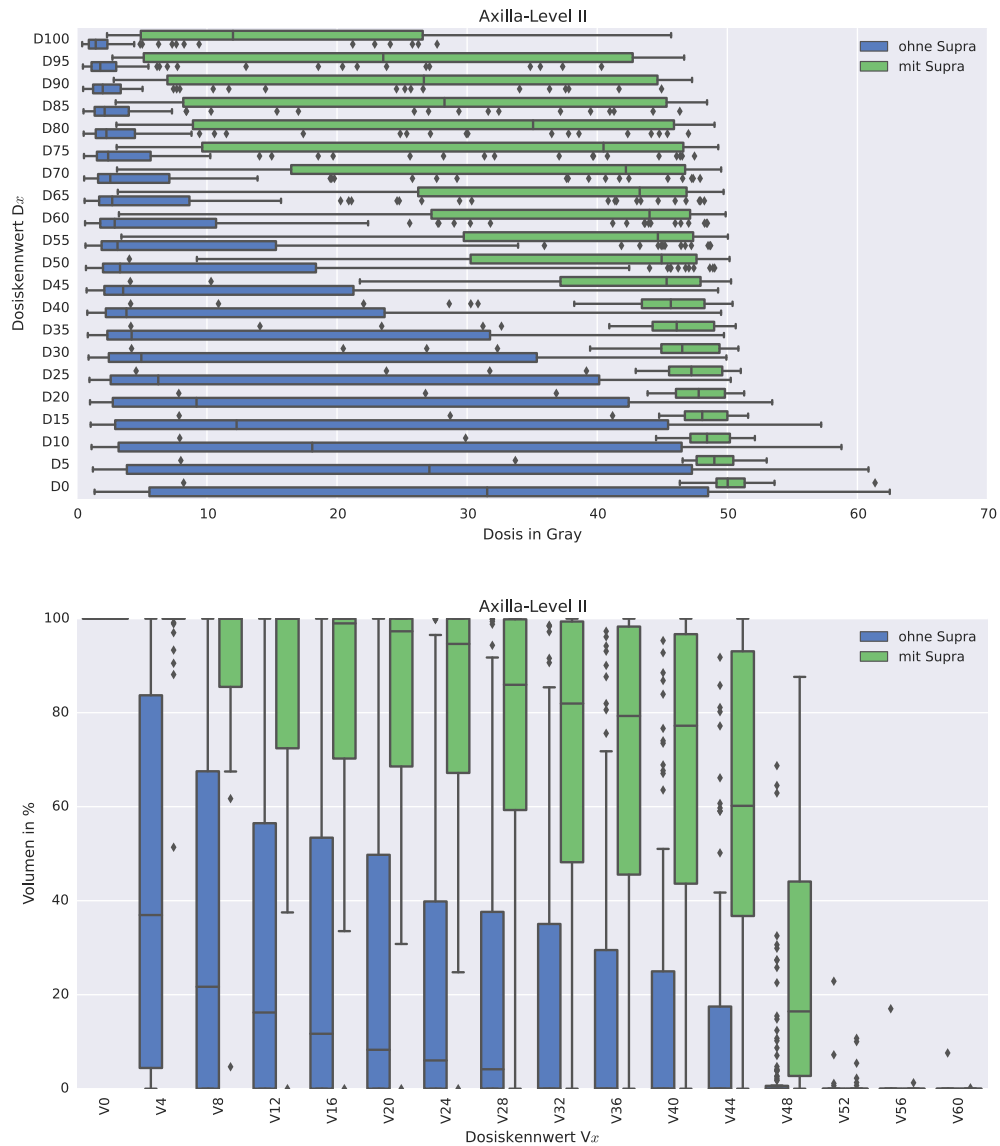 Axilla-Level II
ohne Supra
mit Supra
Dosiskennwert Dx
D100
D95
D90
D85
D80
D75
D70
D65
D60
D55
D50
D45
D40
D35
D30
D25
D20
D15
D10
D5
D0
0 10 20 30 40 50 60 70
Dosis in Gray
Axilla-Level II
ohne Supra
mit Supra
Volumen in %
100
80
60
40
20
0
V0 V4 V8 V12 V16 V20 V24 V28 V32 V36 V40 V44 V48 V52 V56 V60
Dosiskennwert Vx